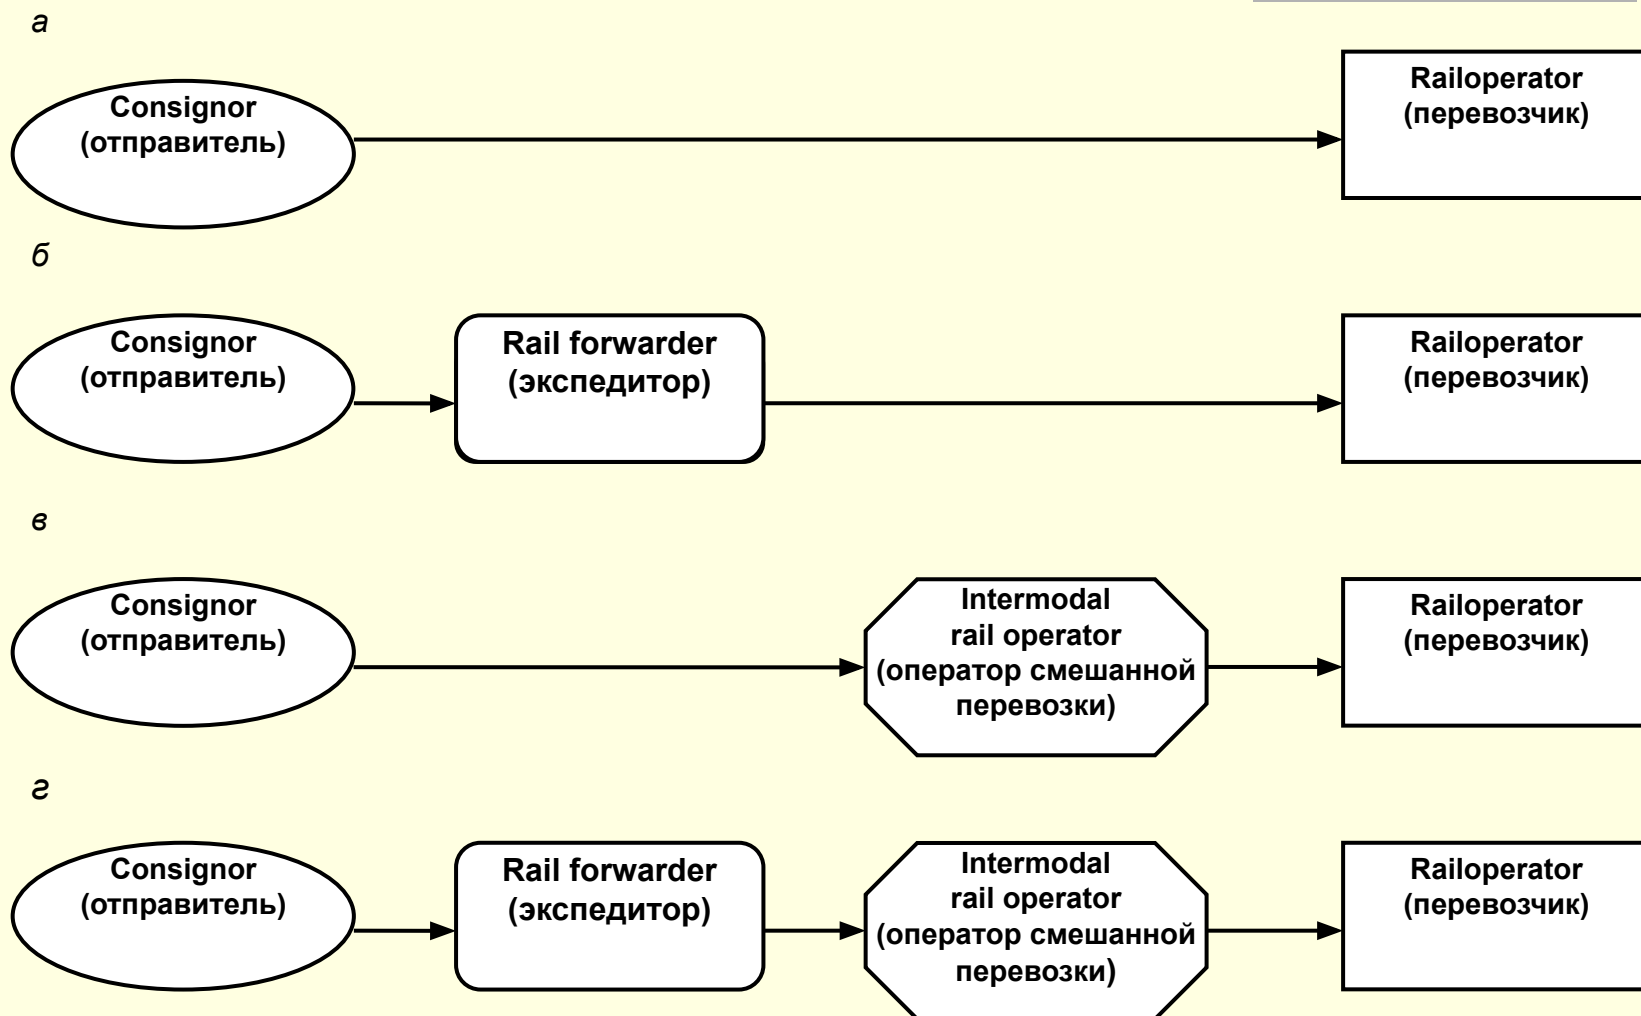 а
Consignor
(отправитель)
Railoperator
(перевозчик)
б
Consignor
(отправитель)
Rail forwarder
(экспедитор)
Railoperator
(перевозчик)
в
Consignor
(отправитель)
Intermodal
rail operator
(оператор смешанной
перевозки)
Railoperator
(перевозчик)
г
Consignor
(отправитель)
Rail forwarder
(экспедитор)
Intermodal
rail operator
(оператор смешанной
перевозки)
Railoperator
(перевозчик)